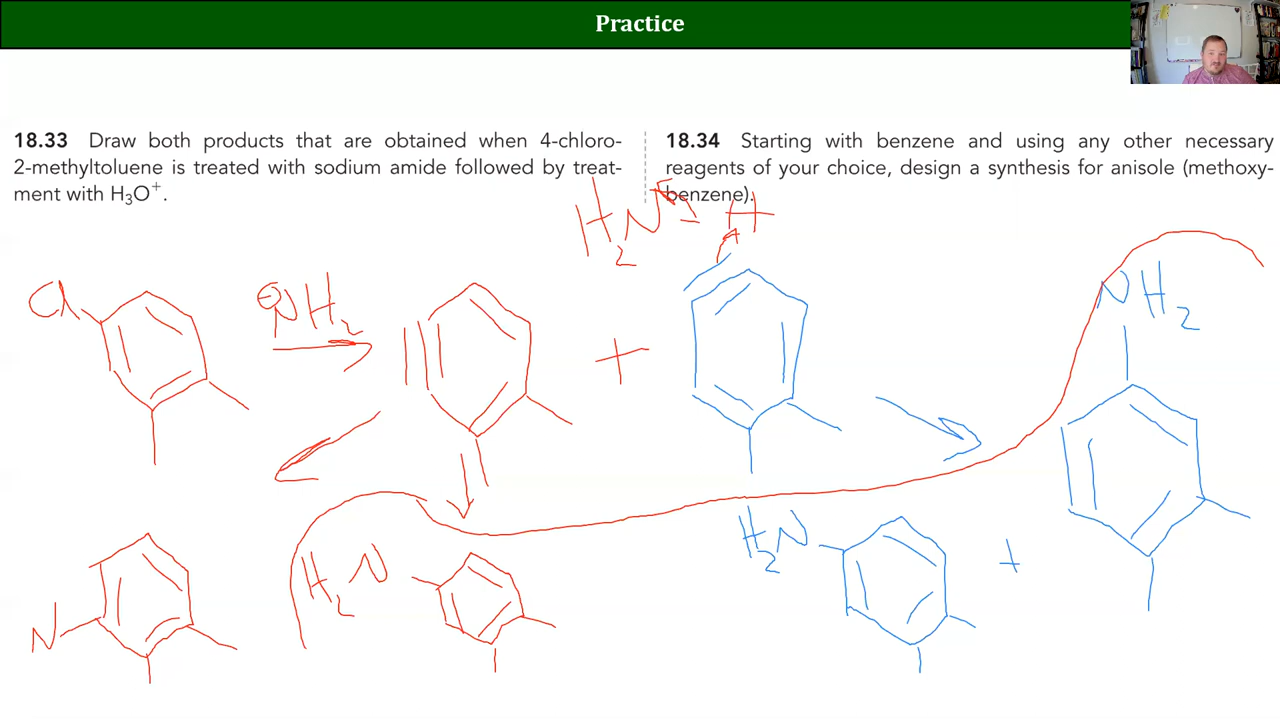 Practice
18.33 Draw both products that are obtained when 4-chloro-
2-methyltoluene is treated with sodium amide followed by treat-
ment with H₃O⁺.
18.34 Starting with benzene and using any other necessary
reagents of your choice, design a synthesis for anisole (methoxy-
benzene).
H₂N H
Cl
⊖NH₂
+
NH₂
H₂N
H₂N
+
N